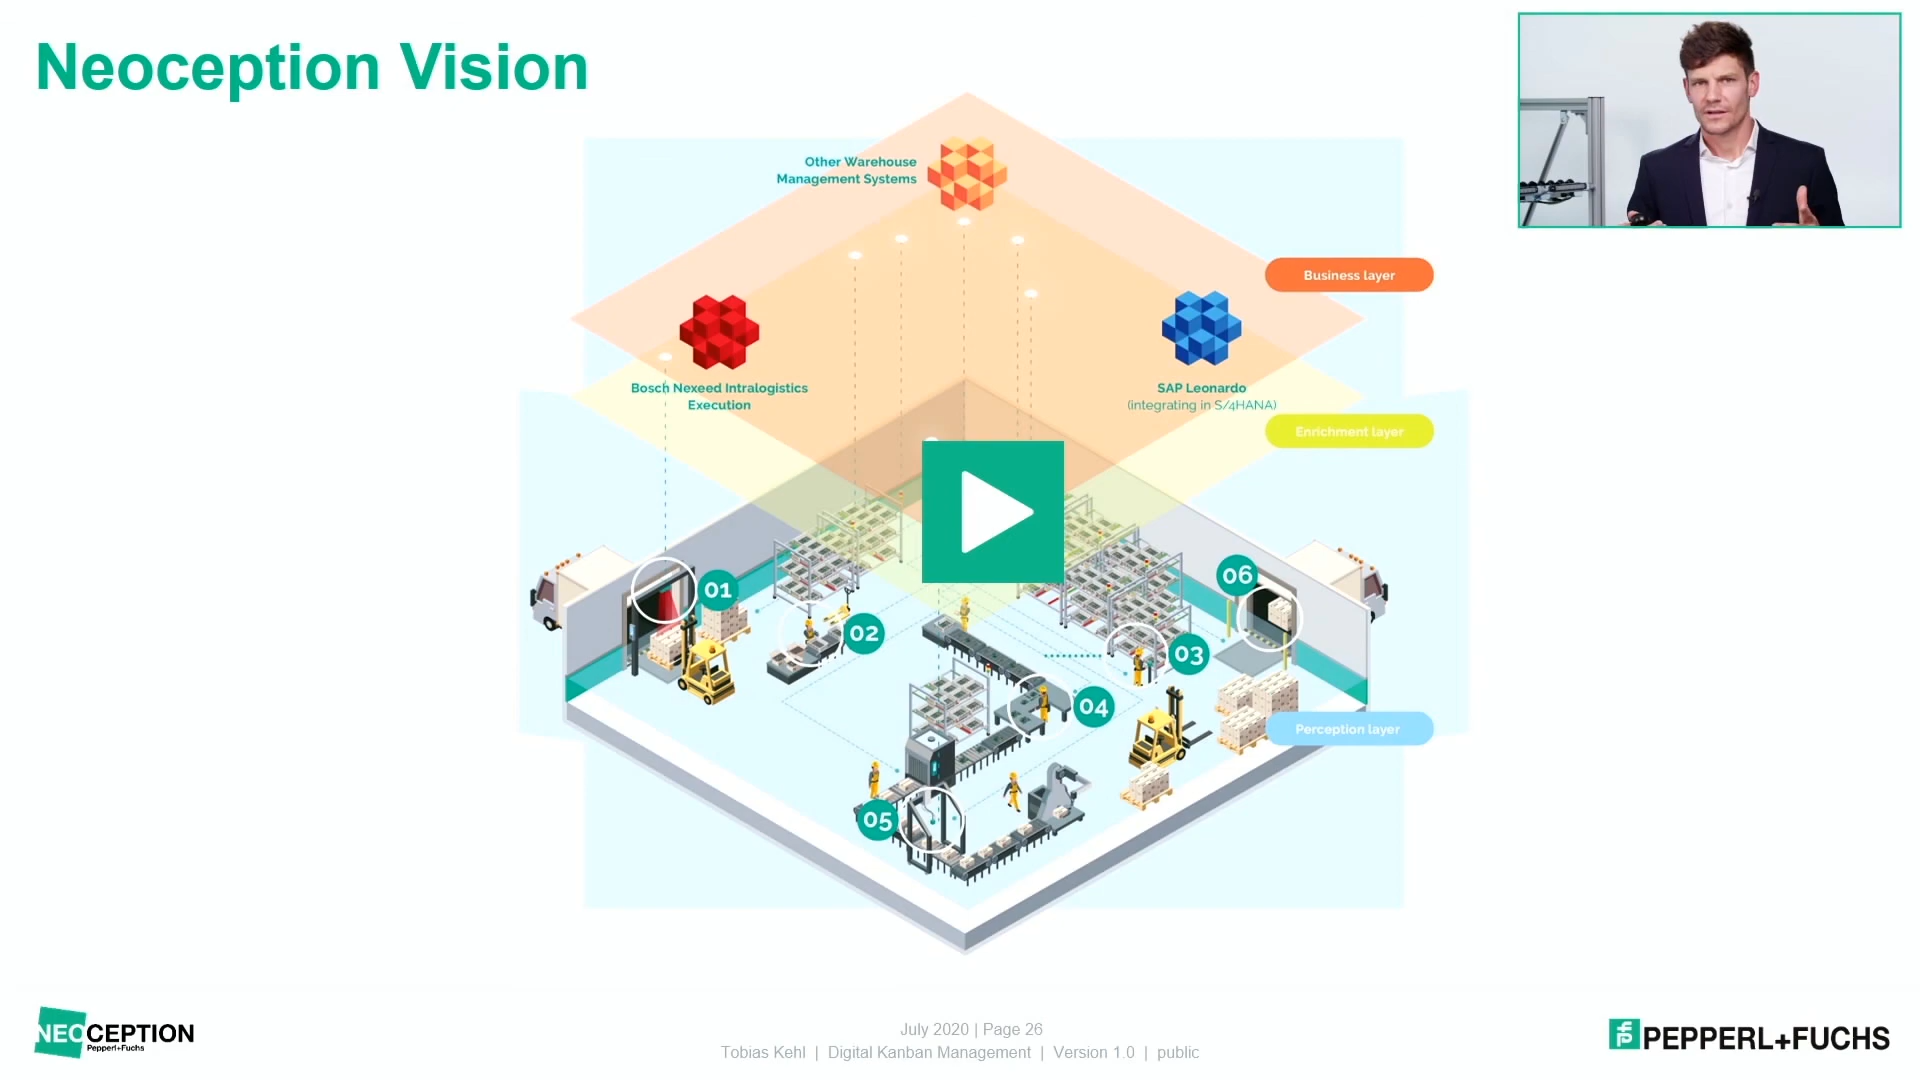 Neoception Vision
Other Warehouse
Management Systems
Business layer
Bosch Nexeed Intralogistics
Execution
SAP Leonardo
(integrating in S/4HANA)
Enrichment layer
01
02
03
04
05
06
Perception layer
NEOCEPTION
Pepperl+Fuchs
July 2020 | Page 26
Tobias Kehl | Digital Kanban Management | Version 1.0 | public
PEPPERL+FUCHS